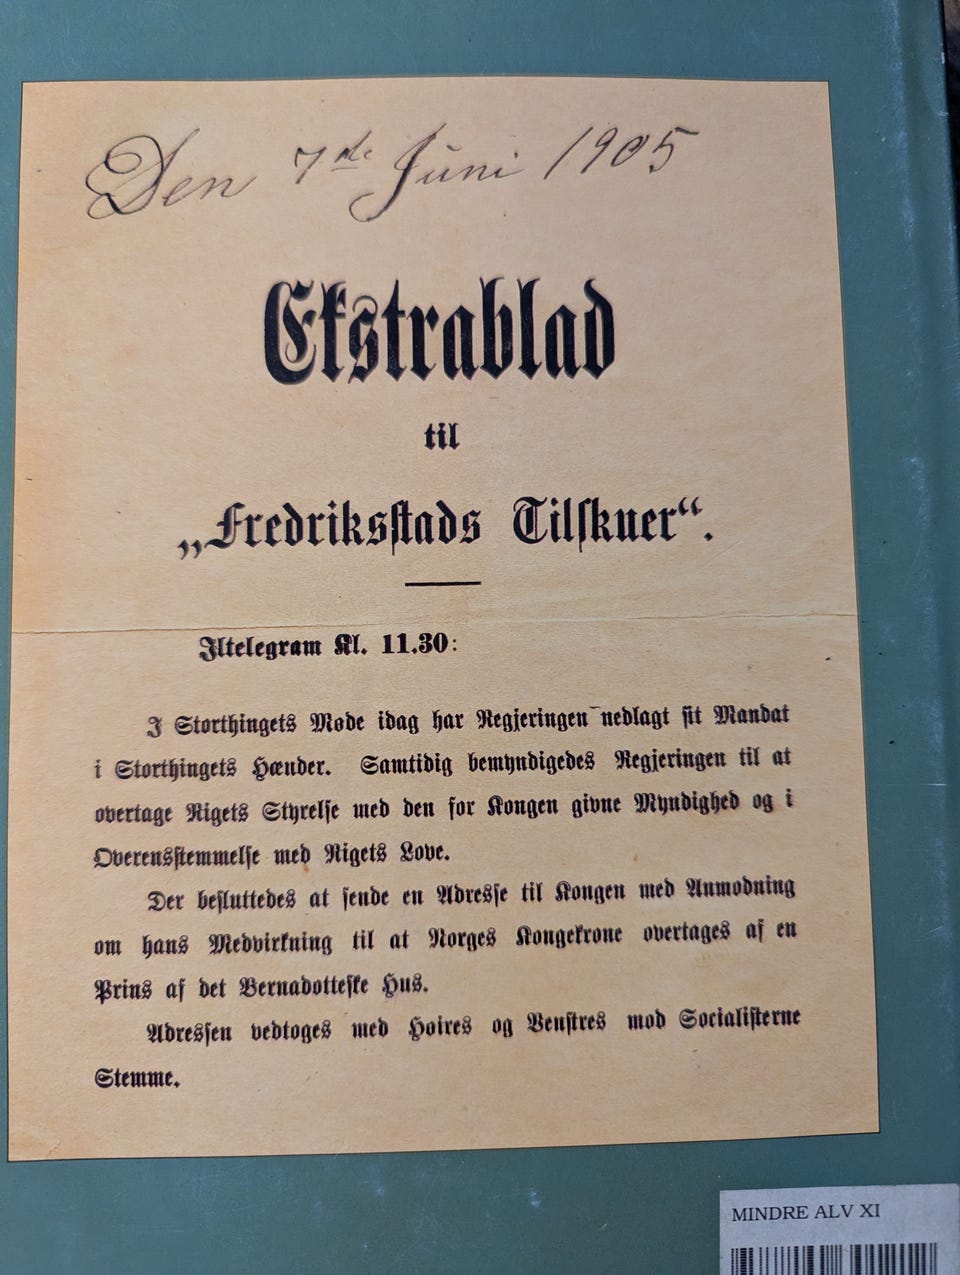 Den 7de Juni 1905
Ekstrablad
til
„Fredriksstads Tilskuer“.
Iltelegram Kl. 11.30:
I Storthingets Møde idag har Regjeringen nedlagt sit Mandat
i Storthingets Hænder. Samtidig bemyndigedes Regjeringen til at
overtage Rigets Styrelse med den for Kongen givne Myndighed og i
Overensstemmelse med Rigets Love.
Der besluttedes at sende en Adresse til Kongen med Anmodning
om hans Medvirkning til at Norges Kongekrone overtages af en
Prins af det Bernadotteske Hus.
Adressen vedtoges med Hoires og Venstres mod Socialisterne
Stemme.
MINDRE ALV XI